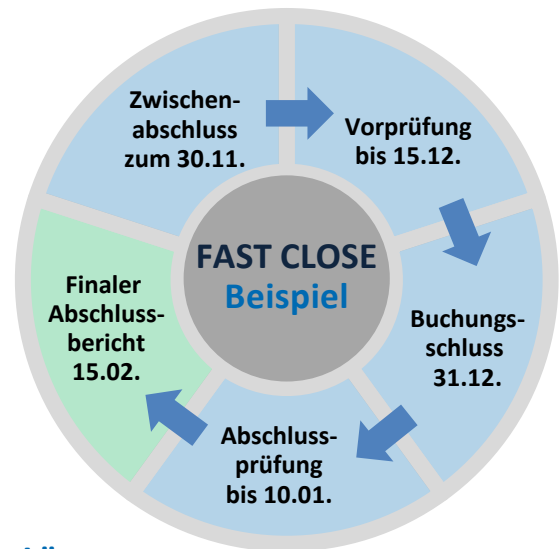 Zwischen-
abschluss
zum 30.11.
Vorprüfung
bis 15.12.
FAST CLOSE
Beispiel
Buchungs-
schluss
31.12.
Abschluss-
prüfung
bis 10.01.
Finaler
Abschluss-
bericht
15.02.